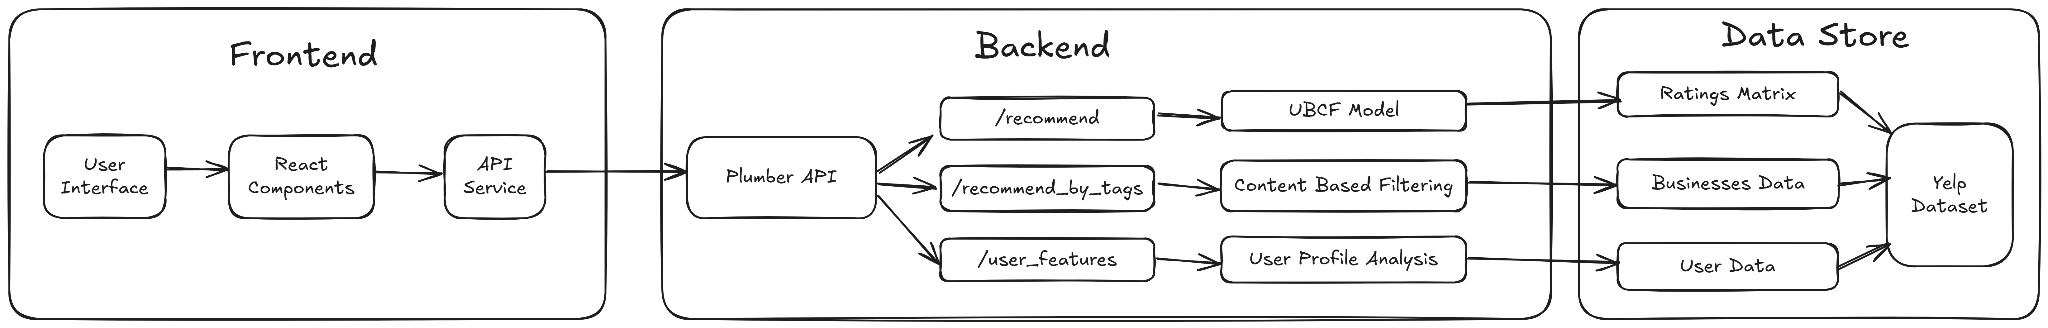 Frontend
User
Interface
React
Components
API
Service
Backend
Plumber API
/recommend
UBCF Model
/recommend_by_tags
Content Based Filtering
/user_features
User Profile Analysis
Data Store
Ratings Matrix
Businesses Data
User Data
Yelp
Dataset